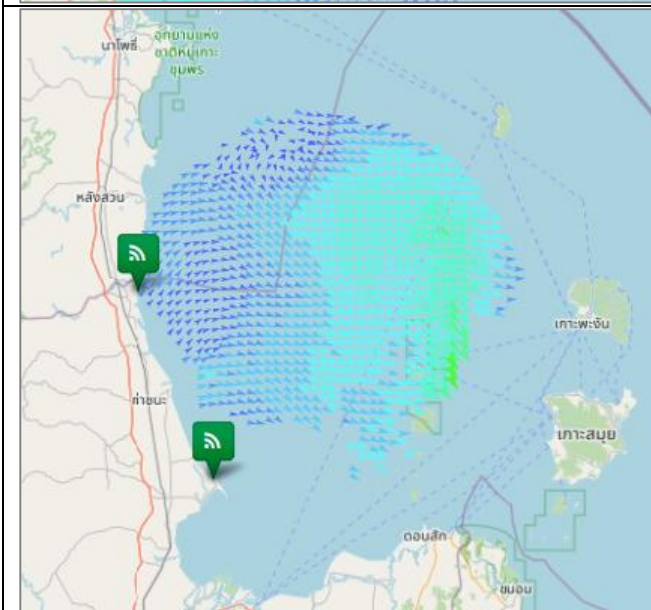 อุทยานแห่ง
ชาติหมู่เกาะ
ชุมพร
นาโพธิ์
หลังสวน
เกาะพะงัน
ท่าชนะ
เกาะสมุย
ดอนสัก
ขนอม